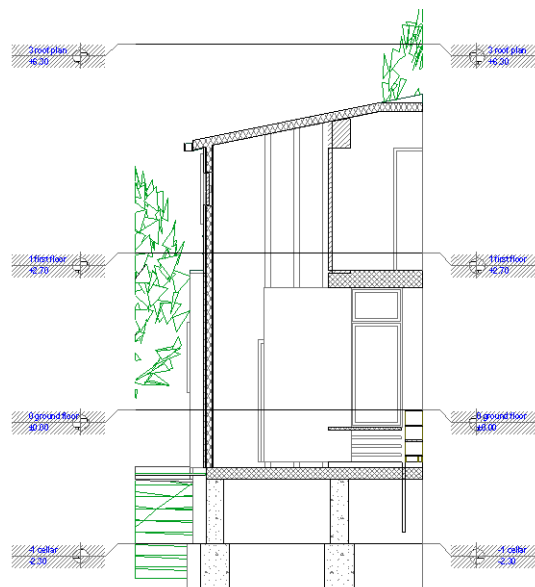 3 roof plan
+6.30
3 roof plan
+6.30
1 first floor
+2.70
1 first floor
+2.70
0 ground floor
±0.00
0 ground floor
±0.00
-1 cellar
-2.30
-1 cellar
-2.30